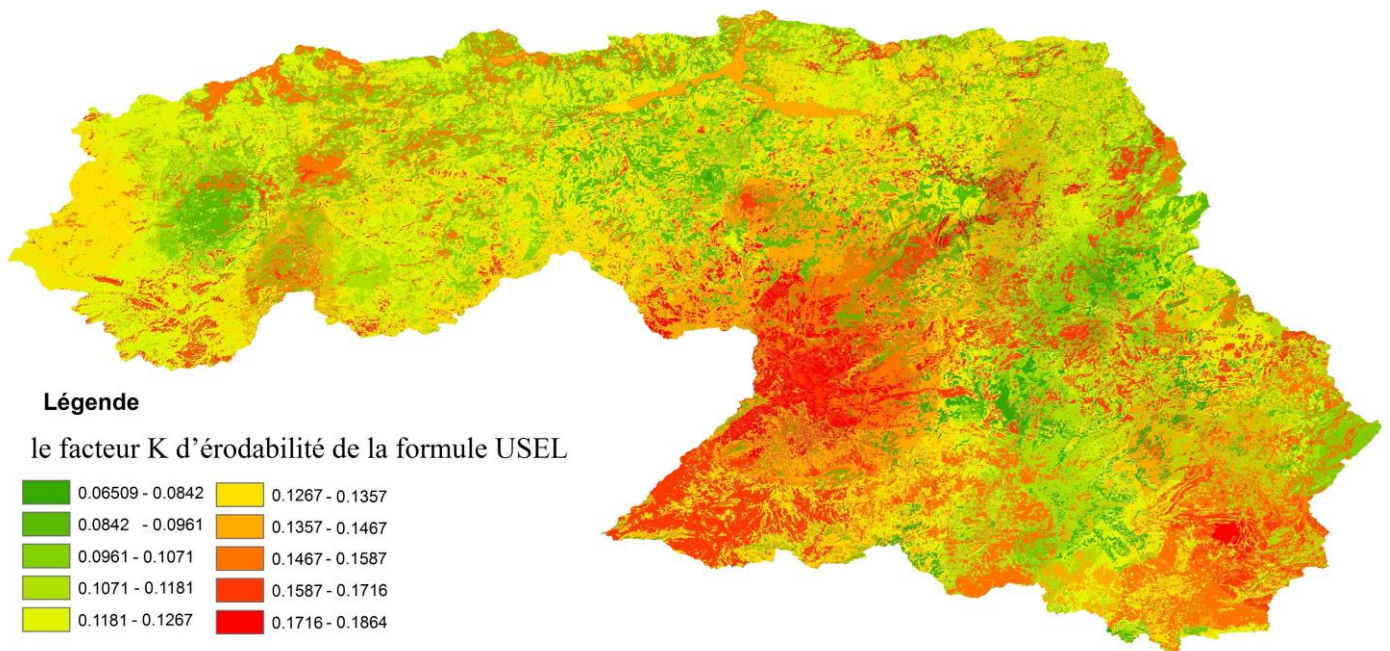 Légende
le facteur K d’érodabilité de la formule USEL
0.06509 - 0.0842
0.0842 - 0.0961
0.0961 - 0.1071
0.1071 - 0.1181
0.1181 - 0.1267
0.1267 - 0.1357
0.1357 - 0.1467
0.1467 - 0.1587
0.1587 - 0.1716
0.1716 - 0.1864